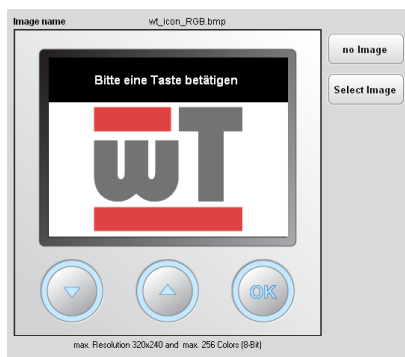 Image name wt_icon_RGB.bmp
no Image
Select Image
Bitte eine Taste betätigen
wT
OK
max. Resolution 320x240 and max. 256 Colors (8-Bit)